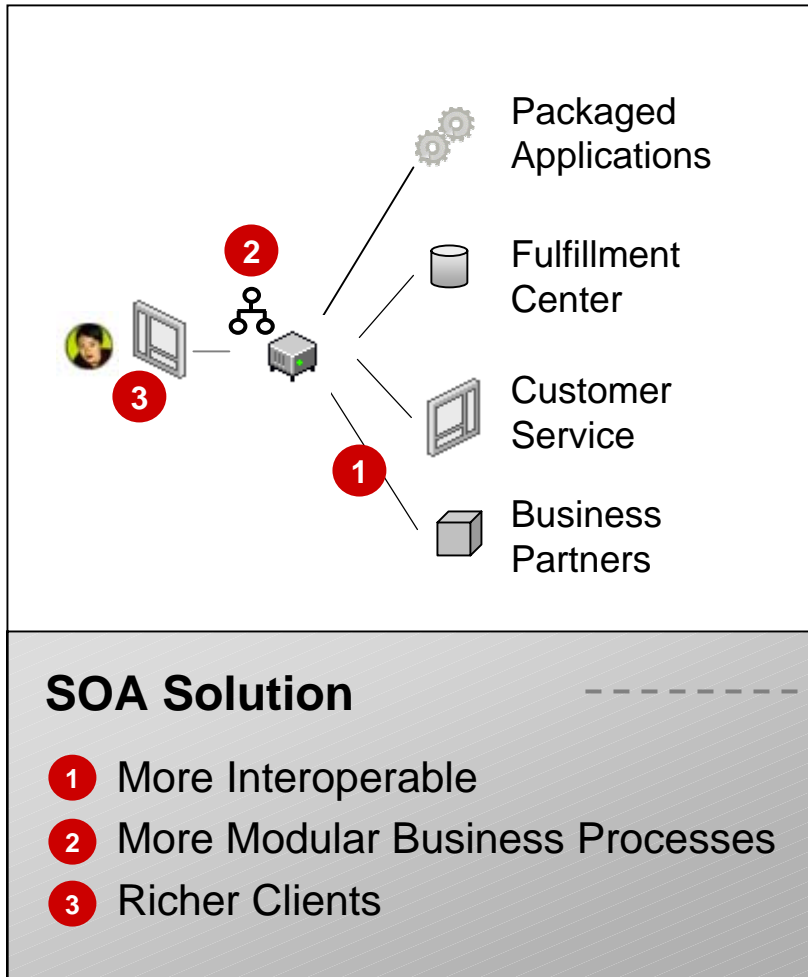 Packaged
Applications
2
Fulfillment
Center
3
Customer
Service
1
Business
Partners
SOA Solution
1 More Interoperable
2 More Modular Business Processes
3 Richer Clients